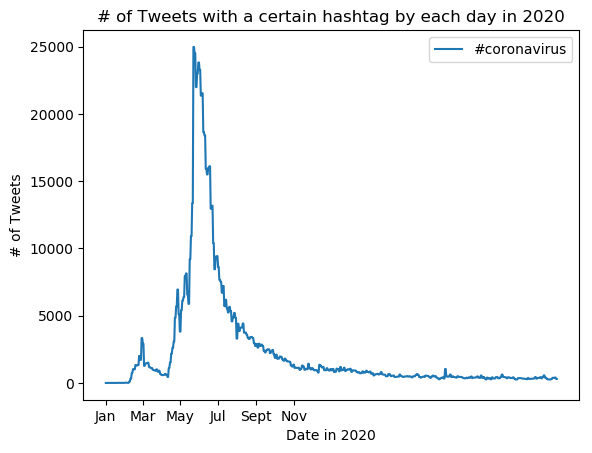 # of Tweets with a certain hashtag by each day in 2020
#coronavirus
25000
20000
15000
10000
5000
0
# of Tweets
Jan Mar May Jul Sept Nov
Date in 2020